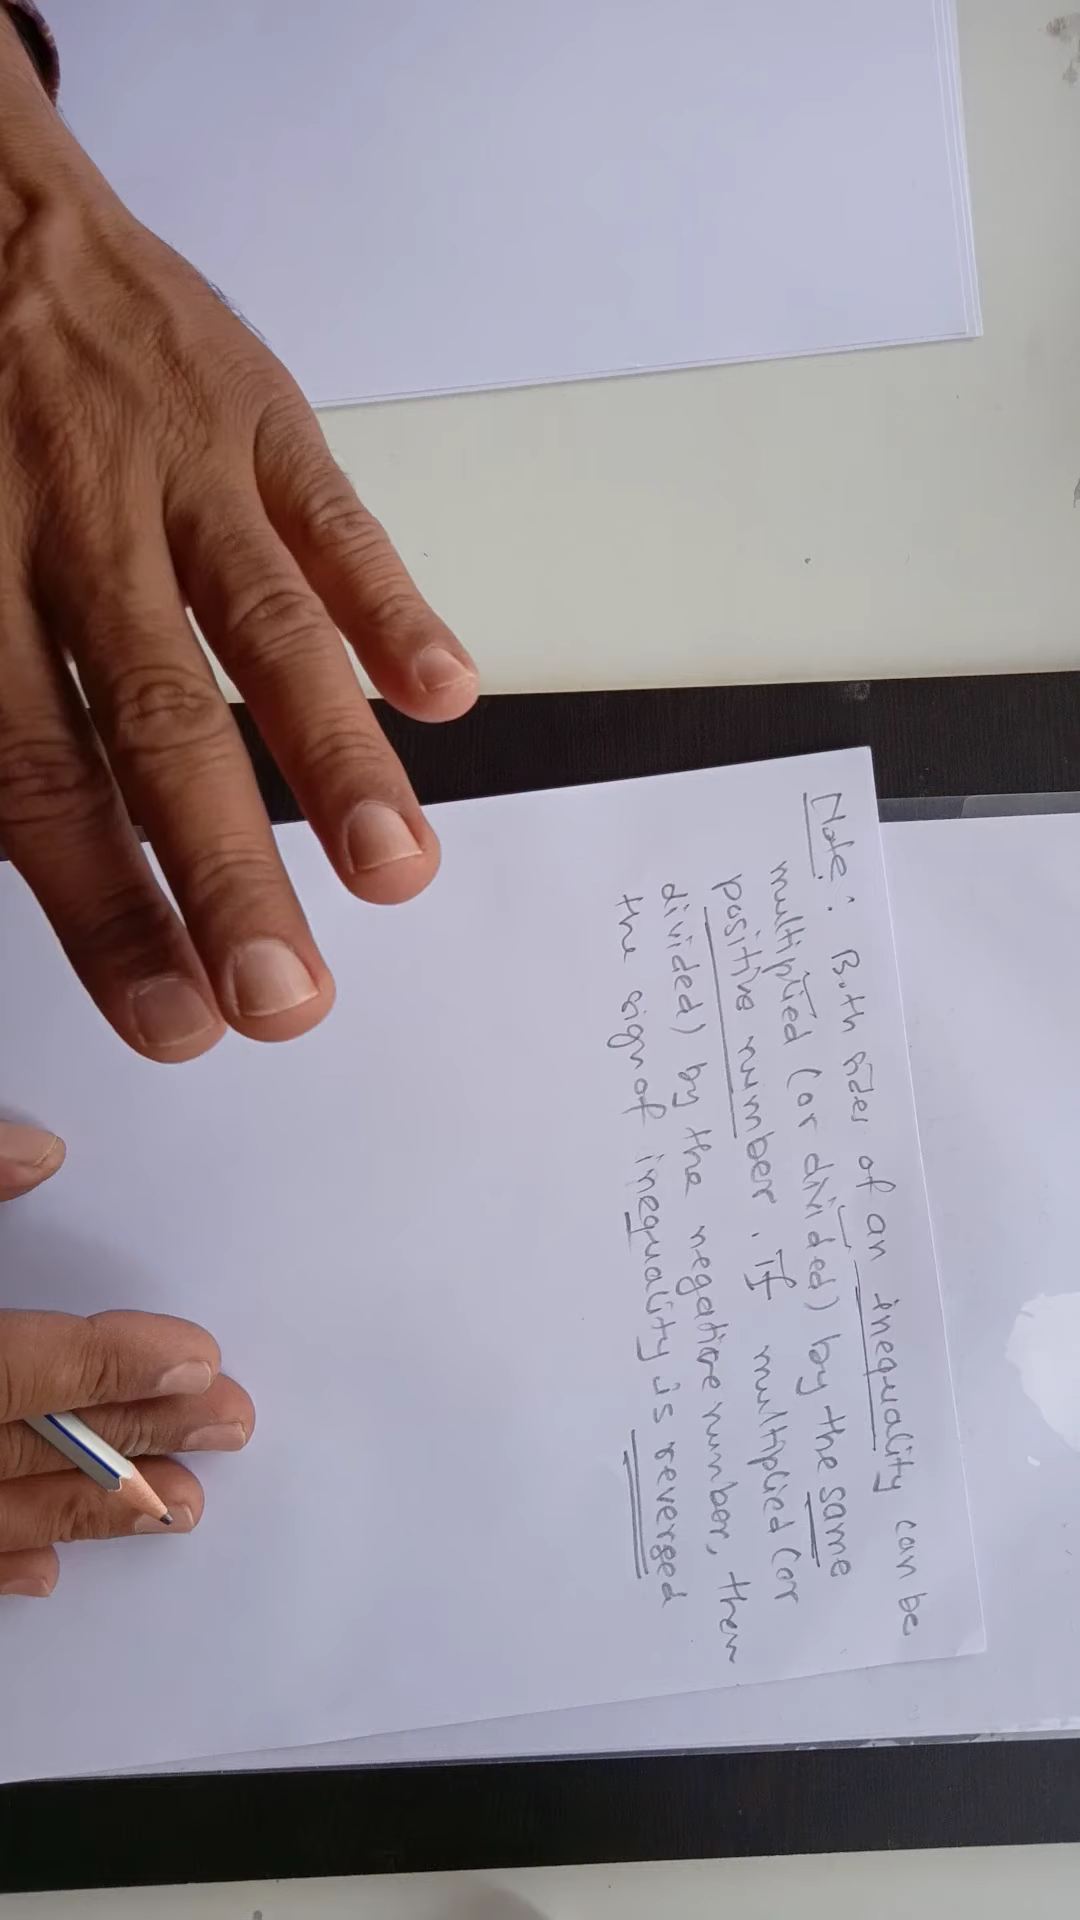 Note: Both sides of an inequality can be
multiplied (or divided) by the same
positive number. If multiplied (or
divided) by the negative number, then
the sign of inequality is reversed